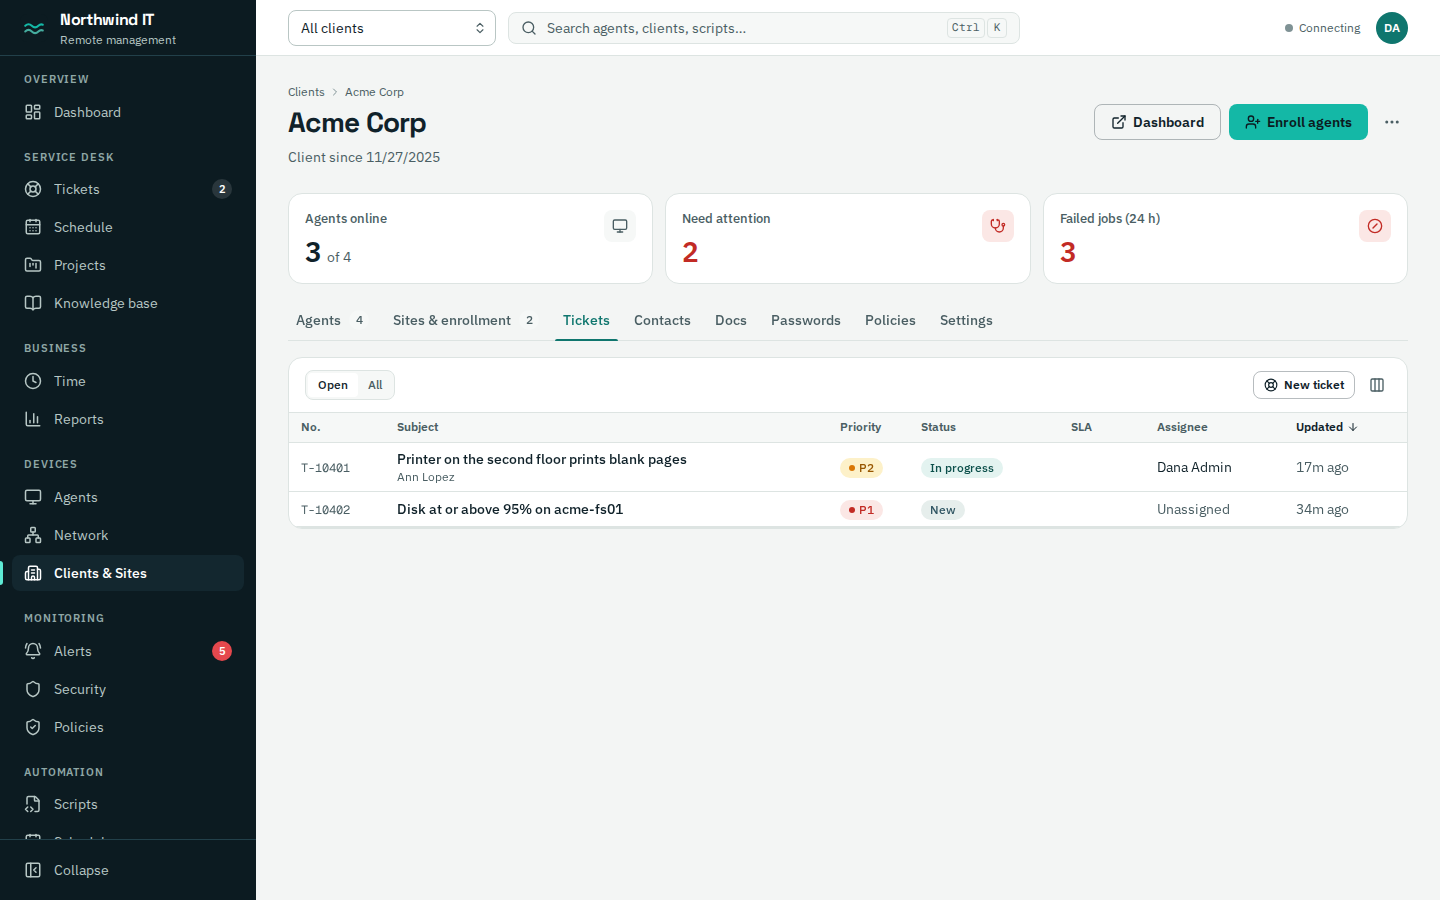 Northwind IT
Remote management
OVERVIEW
Dashboard
SERVICE DESK
Tickets 2
Schedule
Projects
Knowledge base
BUSINESS
Time
Reports
DEVICES
Agents
Network
Clients & Sites
MONITORING
Alerts 5
Security
Policies
AUTOMATION
Scripts
Collapse
All clients
Search agents, clients, scripts...
Ctrl K
Connecting
DA
Clients > Acme Corp
Acme Corp
Client since 11/27/2025
Dashboard
Enroll agents
Agents online
3 of 4
Need attention
2
Failed jobs (24 h)
3
Agents 4 Sites & enrollment 2 Tickets Contacts Docs Passwords Policies Settings
Open All
New ticket
No. Subject Priority Status SLA Assignee Updated
T-10401 Printer on the second floor prints blank pages P2 In progress Dana Admin 17m ago
Ann Lopez
T-10402 Disk at or above 95% on acme-fs01 P1 New Unassigned 34m ago